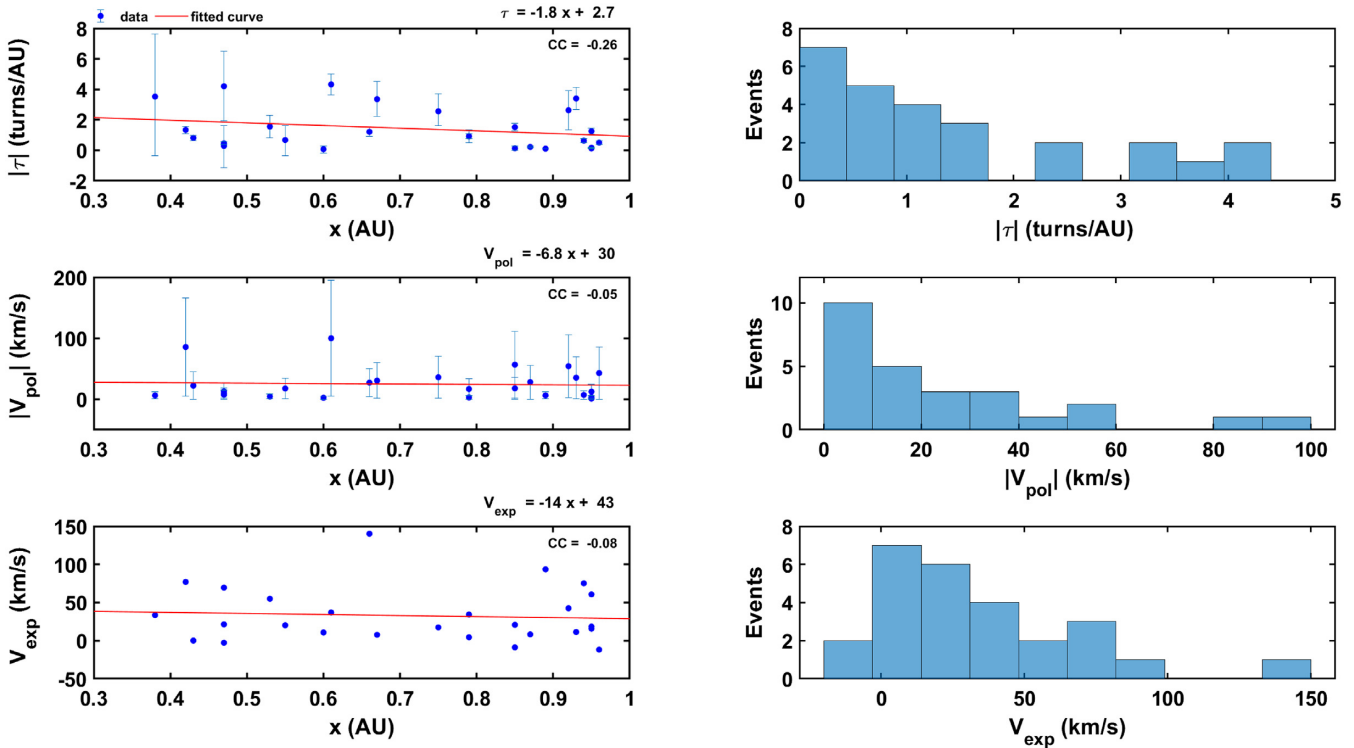 data fitted curve
τ = -1.8 x + 2.7
CC = -0.26
|τ| (turns/AU)
8
6
4
2
0
-2
0.3 0.4 0.5 0.6 0.7 0.8 0.9 1
x (AU)
Events
8
6
4
2
0
0 1 2 3 4 5
|τ| (turns/AU)
V_pol = -6.8 x + 30
CC = -0.05
|V_pol| (km/s)
200
100
0
0.3 0.4 0.5 0.6 0.7 0.8 0.9 1
x (AU)
Events
10
5
0
0 20 40 60 80 100
|V_pol| (km/s)
V_exp = -14 x + 43
CC = -0.08
V_exp (km/s)
150
100
50
0
-50
0.3 0.4 0.5 0.6 0.7 0.8 0.9 1
x (AU)
Events
8
6
4
2
0
0 50 100 150
V_exp (km/s)